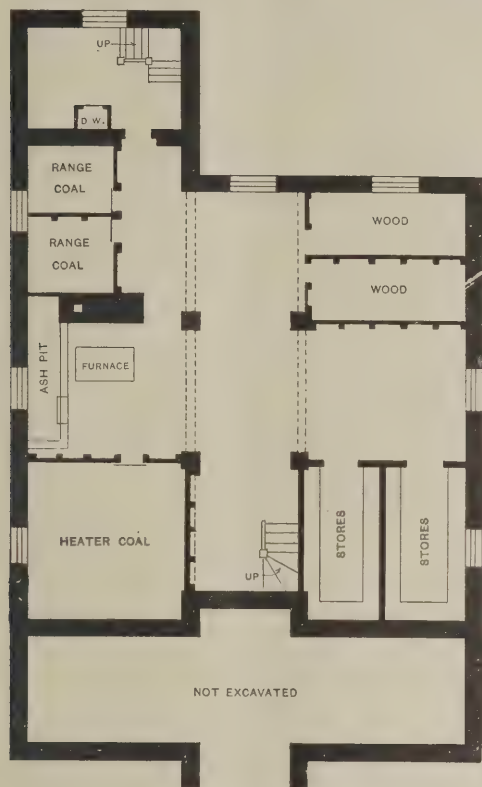 UP
D.W.
RANGE
COAL
RANGE
COAL
WOOD
WOOD
ASH PIT
FURNACE
HEATER COAL
STORES
STORES
UP
NOT EXCAVATED